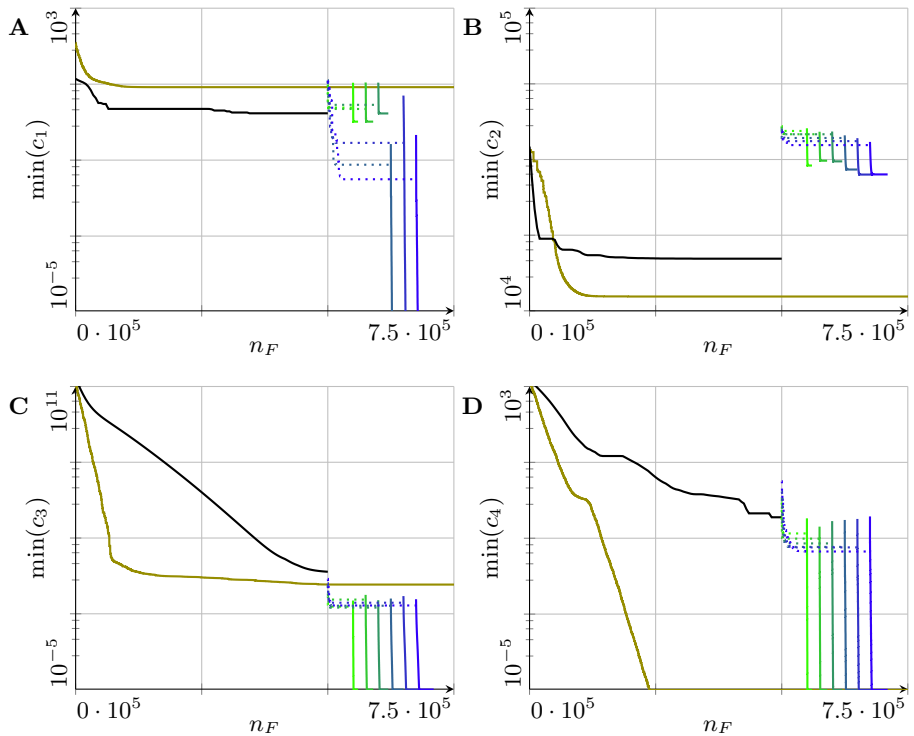 A
10^3
min(c_1)
10^-5
0 · 10^5
7.5 · 10^5
n_F
B
10^5
min(c_2)
10^4
0 · 10^5
7.5 · 10^5
n_F
C
10^11
min(c_3)
10^-5
0 · 10^5
7.5 · 10^5
n_F
D
10^3
min(c_4)
10^-5
0 · 10^5
7.5 · 10^5
n_F